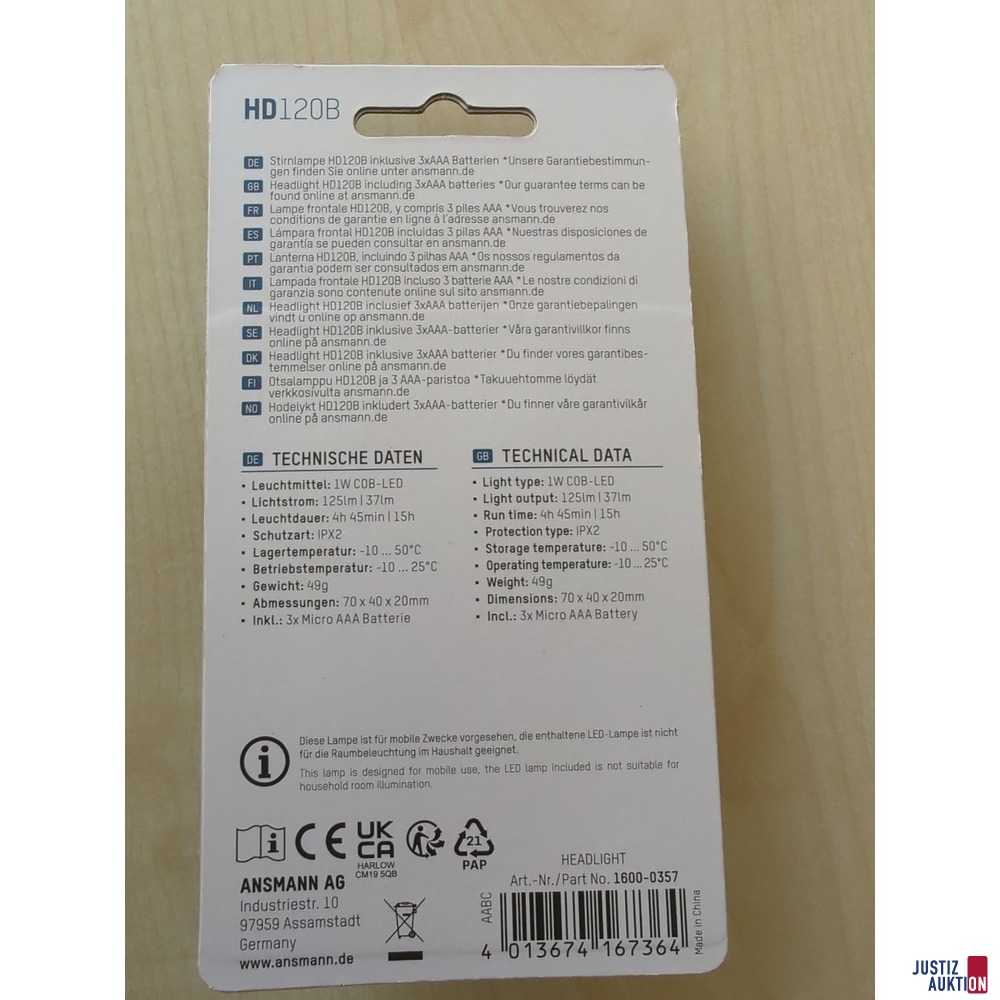 HD120B
DE Stirnlampe HD120B inklusive 3xAAA Batterien *Unsere Garantiebestimmun-
gen finden Sie online unter ansmann.de
GB Headlight HD120B including 3xAAA batteries *Our guarantee terms can be
found online at ansmann.de
FR Lampe frontale HD120B, y compris 3 piles AAA *Vous trouverez nos
conditions de garantie en ligne à l'adresse ansmann.de
ES Lámpara frontal HD120B incluidas 3 pilas AAA *Nuestras disposiciones de
garantía se pueden consultar en ansmann.de
PT Lanterna HD120B, incluindo 3 pilhas AAA *Os nossos regulamentos da
garantia podem ser consultados em ansmann.de
IT Lampada frontale HD120B incluso 3 batterie AAA *Le nostre condizioni di
garanzia sono contenute online sul sito ansmann.de
NL Headlight HD120B inclusief 3xAAA batterijen *Onze garantiebepalingen
vindt u online op ansmann.de
SE Headlight HD120B inklusive 3xAAA-batterier *Våra garantivillkor finns
online på ansmann.de
DK Headlight HD120B inklusive 3xAAA batterier *Du finder vores garantibes-
temmelser online på ansmann.de
FI Otsalamppu HD120B ja 3 AAA-paristoa *Takuuehtomme löydät
verkkosivulta ansmann.de
NO Hodelykt HD120B inkludert 3xAAA-batterier *Du finner våre garantivilkår
online på ansmann.de
DE TECHNISCHE DATEN
• Leuchtmittel: 1W COB-LED
• Lichtstrom: 125lm | 37lm
• Leuchtdauer: 4h 45min | 15h
• Schutzart: IPX2
• Lagertemperatur: -10 ... 50°C
• Betriebstemperatur: -10 ... 25°C
• Gewicht: 49g
• Abmessungen: 70 x 40 x 20mm
• Inkl.: 3x Micro AAA Batterie
GB TECHNICAL DATA
• Light type: 1W COB-LED
• Light output: 125lm | 37lm
• Run time: 4h 45min | 15h
• Protection type: IPX2
• Storage temperature: -10 ... 50°C
• Operating temperature: -10 ... 25°C
• Weight: 49g
• Dimensions: 70 x 40 x 20mm
• Incl.: 3x Micro AAA Battery
Diese Lampe ist für mobile Zwecke vorgesehen, die enthaltene LED-Lampe ist nicht
für die Raumbeleuchtung im Haushalt geeignet.
This lamp is designed for mobile use, the LED lamp included is not suitable for
household room illumination.
CE
UK
CA
HARLOW
CM19 5QB
21
PAP
ANSMANN AG
Industriestr. 10
97959 Assamstadt
Germany
www.ansmann.de
HEADLIGHT
Art.-Nr./Part No. 1600-0357
AABC
4 013674 167364
Made in China
JUSTIZ
AUKTION